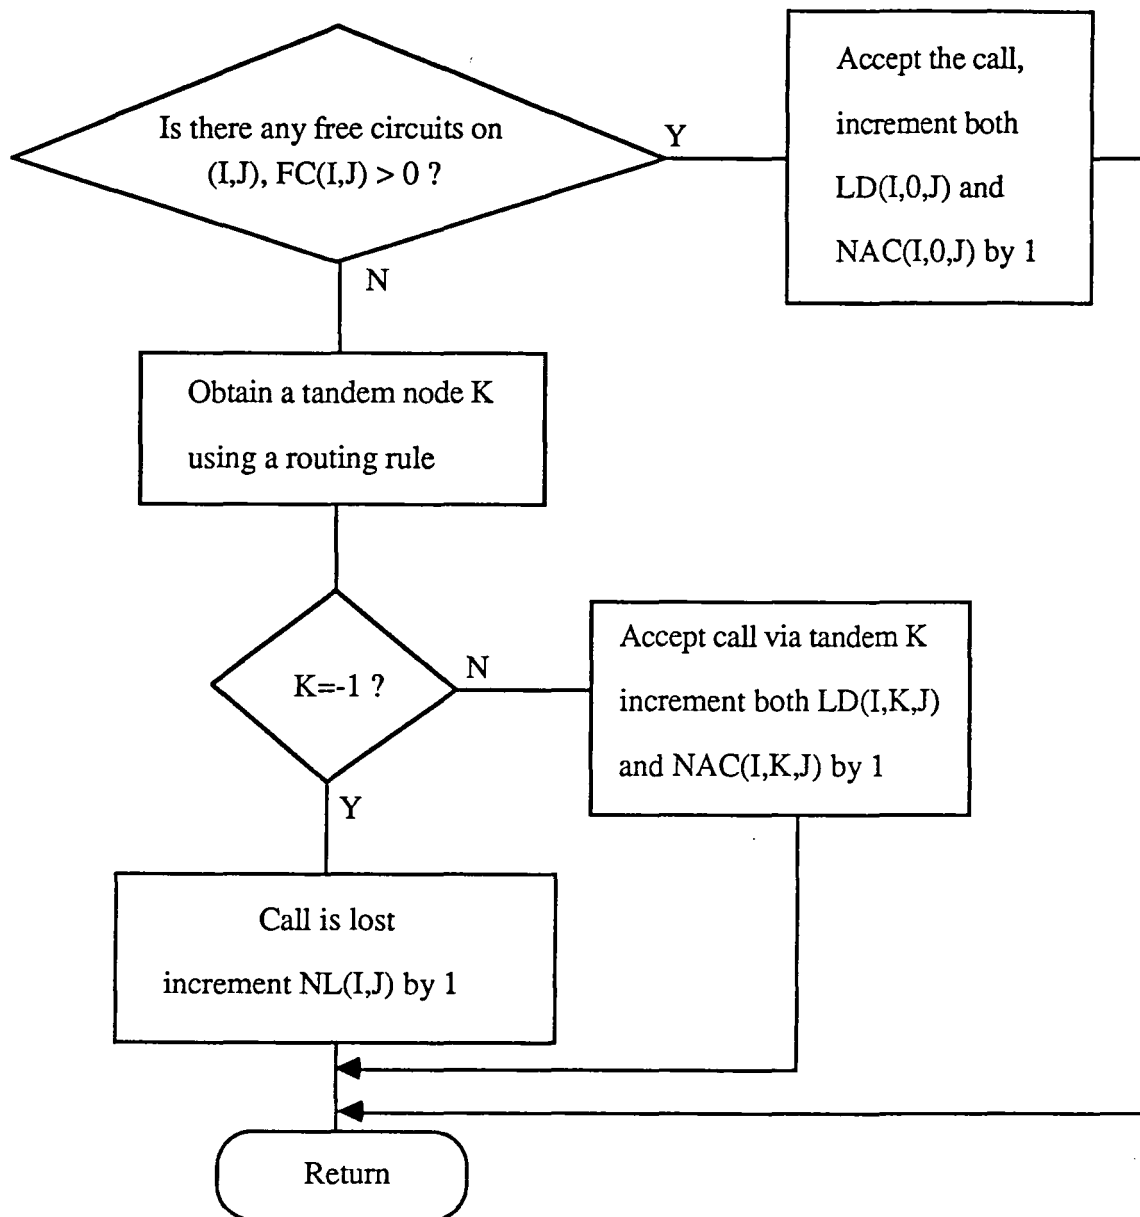 Is there any free circuits on
(I,J), FC(I,J) > 0 ?
Y
Accept the call,
increment both
LD(I,0,J) and
NAC(I,0,J) by 1
N
Obtain a tandem node K
using a routing rule
K=-1 ?
N
Accept call via tandem K
increment both LD(I,K,J)
and NAC(I,K,J) by 1
Y
Call is lost
increment NL(I,J) by 1
Return